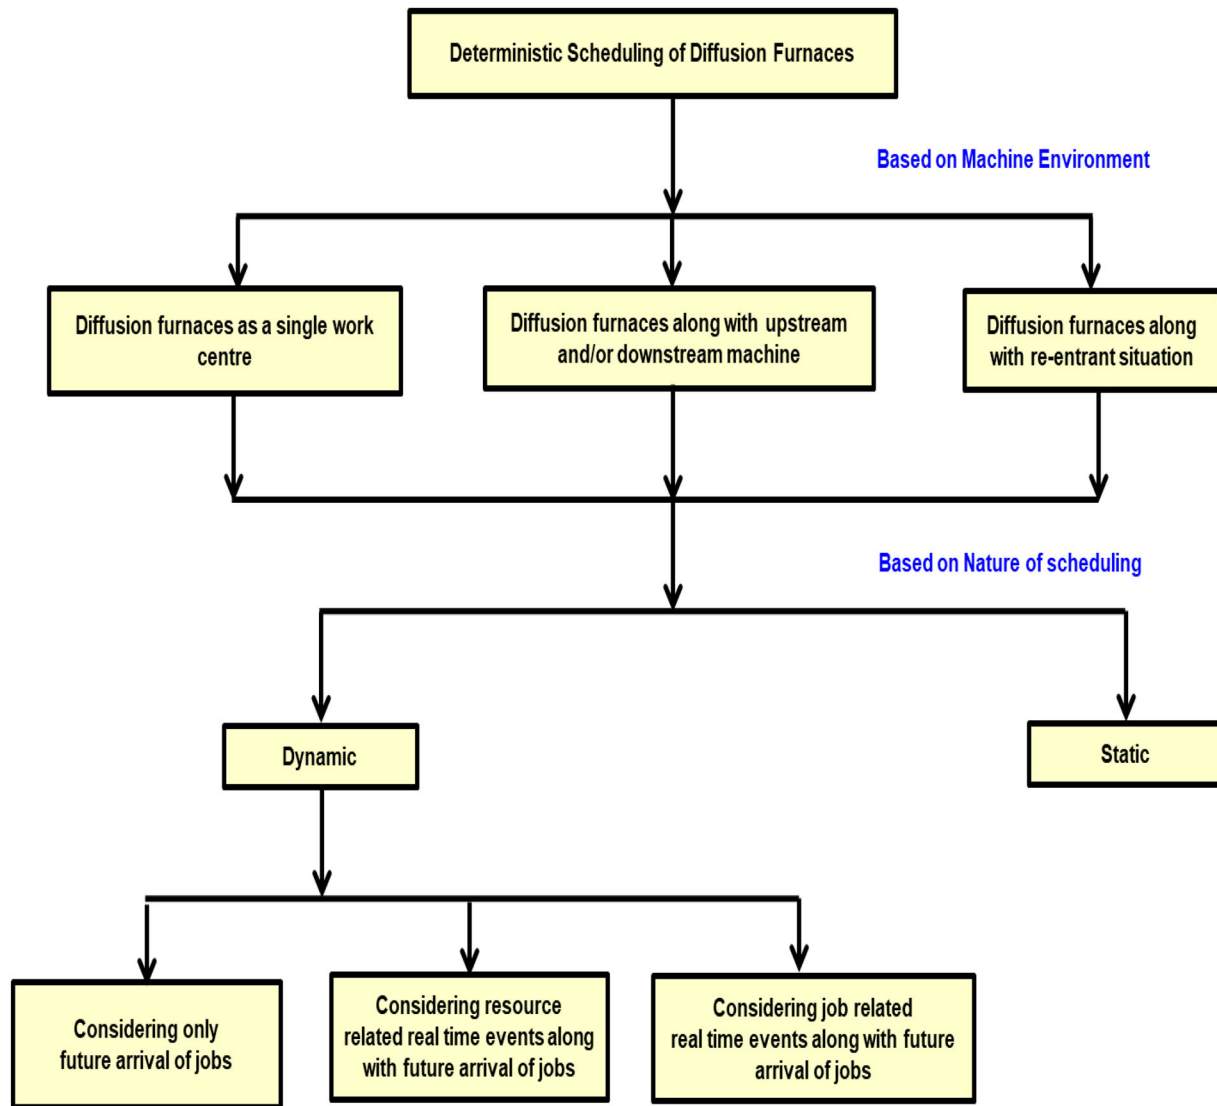 Deterministic Scheduling of Diffusion Furnaces
Based on Machine Environment
Diffusion furnaces as a single work
centre
Diffusion furnaces along with upstream
and/or downstream machine
Diffusion furnaces along
with re-entrant situation
Based on Nature of scheduling
Dynamic
Static
Considering only
future arrival of jobs
Considering resource
related real time events along
with future arrival of jobs
Considering job related
real time events along with future
arrival of jobs